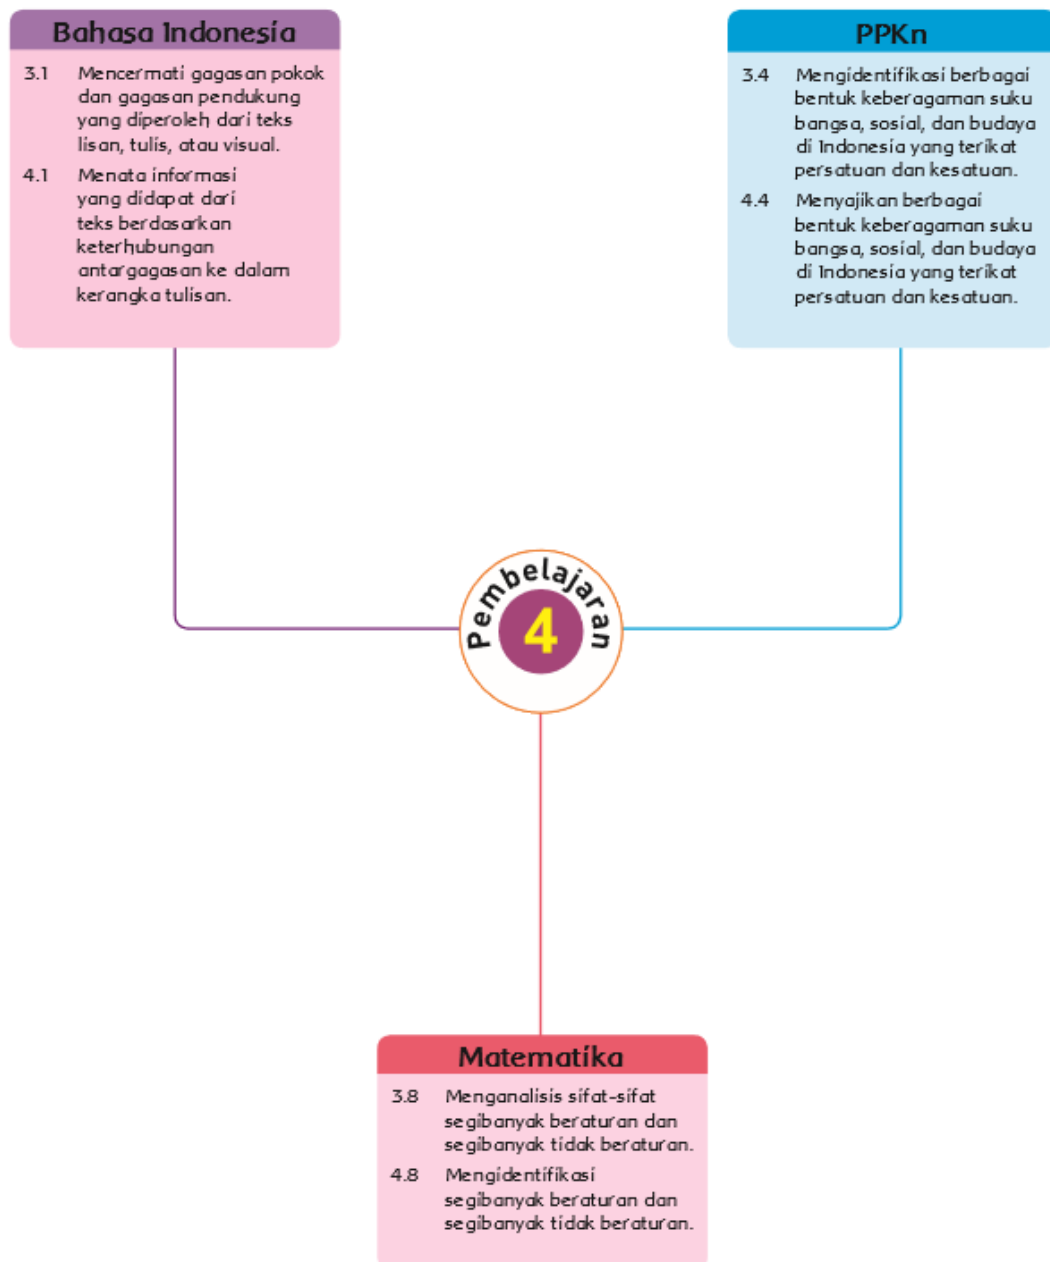 Bahasa Indonesia
3.1 Mencermati gagasan pokok
dan gagasan pendukung
yang diperoleh dari teks
lisan, tulis, atau visual.
4.1 Menata informasi
yang didapat dari
teks berdasarkan
keterhubungan
antargagasan ke dalam
kerangka tulisan.
PPKn
3.4 Mengidentifikasi berbagai
bentuk keberagaman suku
bangsa, sosial, dan budaya
di Indonesia yang terikat
persatuan dan kesatuan.
4.4 Menyajikan berbagai
bentuk keberagaman suku
bangsa, sosial, dan budaya
di Indonesia yang terikat
persatuan dan kesatuan.
Pembelajaran
4
Matematika
3.8 Menganalisis sifat-sifat
segibanyak beraturan dan
segibanyak tidak beraturan.
4.8 Mengidentifikasi
segibanyak beraturan dan
segibanyak tidak beraturan.